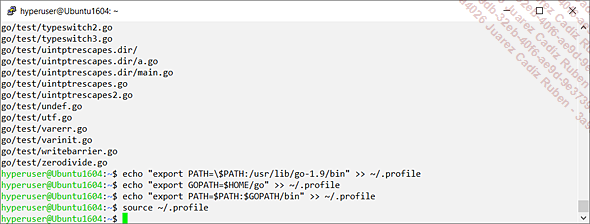 hyperuser@Ubuntu1604: ~
go/test/typeswitch2.go
go/test/typeswitch3.go
go/test/uintptrescapes.dir/
go/test/uintptrescapes.dir/a.go
go/test/uintptrescapes.dir/main.go
go/test/uintptrescapes.go
go/test/uintptrescapes2.go
go/test/undef.go
go/test/utf.go
go/test/varerr.go
go/test/varinit.go
go/test/writebarrier.go
go/test/zerodivide.go
hyperuser@Ubuntu1604:~$ echo "export PATH=\$PATH:/usr/lib/go-1.9/bin" >> ~/.profile
hyperuser@Ubuntu1604:~$ echo "export GOPATH=$HOME/go" >> ~/.profile
hyperuser@Ubuntu1604:~$ echo "export PATH=$PATH:$GOPATH/bin" >> ~/.profile
hyperuser@Ubuntu1604:~$ source ~/.profile
hyperuser@Ubuntu1604:~$
Juarez Cadiz Ruben